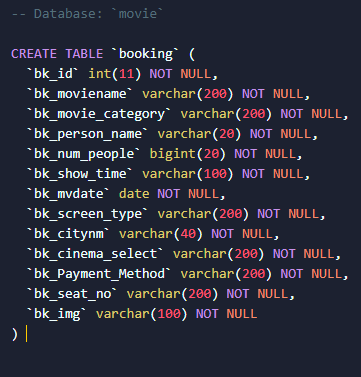 -- Database: `movie`
CREATE TABLE `booking` (
  `bk_id` int(11) NOT NULL,
  `bk_moviename` varchar(200) NOT NULL,
  `bk_movie_category` varchar(200) NOT NULL,
  `bk_person_name` varchar(20) NOT NULL,
  `bk_num_people` bigint(20) NOT NULL,
  `bk_show_time` varchar(100) NOT NULL,
  `bk_mvdate` date NOT NULL,
  `bk_screen_type` varchar(200) NOT NULL,
  `bk_citynm` varchar(40) NOT NULL,
  `bk_cinema_select` varchar(200) NOT NULL,
  `bk_Payment_Method` varchar(200) NOT NULL,
  `bk_seat_no` varchar(200) NOT NULL,
  `bk_img` varchar(100) NOT NULL
)